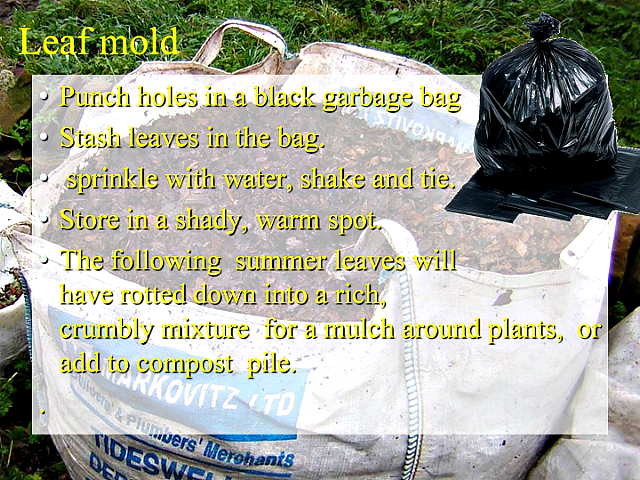 Leaf mold
• Punch holes in a black garbage bag
• Stash leaves in the bag.
• sprinkle with water, shake and tie.
• Store in a shady, warm spot.
• The following summer leaves will
have rotted down into a rich,
crumbly mixture for a mulch around plants, or
add to compost pile.
.
MARKOVITZ LTD
Builders' & Plumbers' Merchants
TIDESWELL